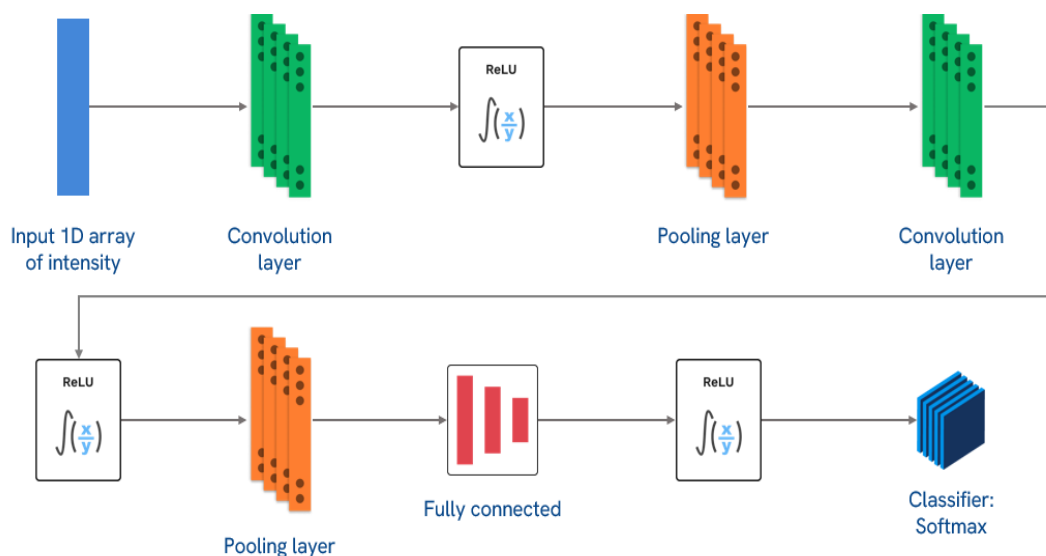 ReLU
∫(x/y)
Input 1D array
of intensity
Convolution
layer
Pooling layer
Convolution
layer
ReLU
∫(x/y)
ReLU
∫(x/y)
Fully connected
Classifier:
Softmax
Pooling layer